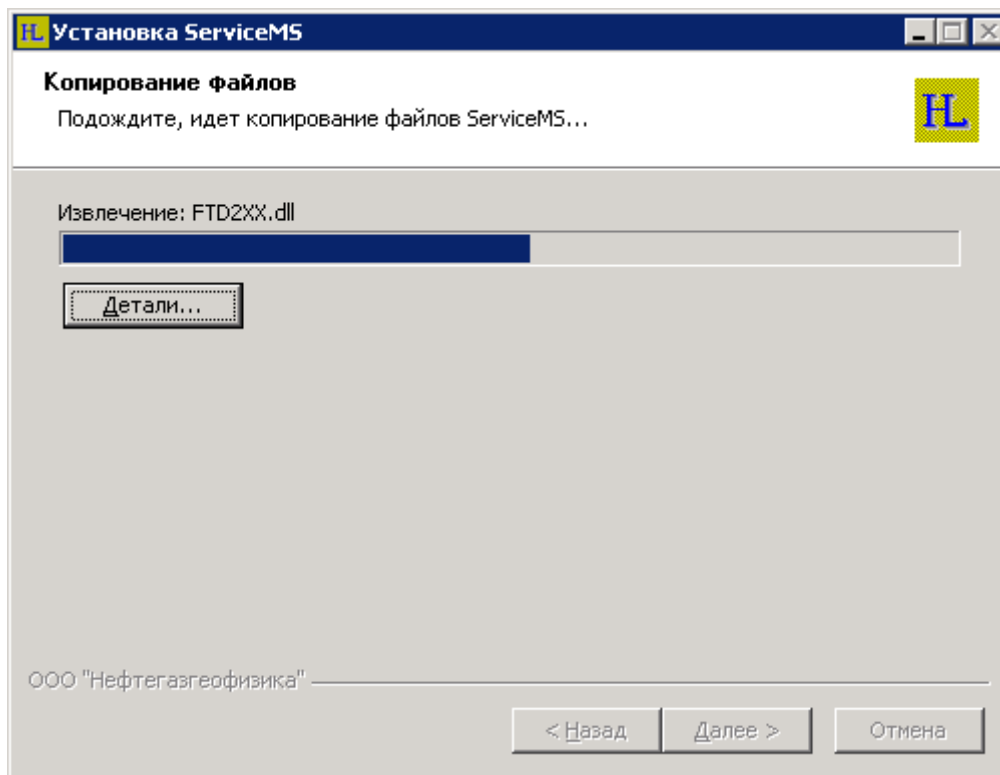 HL Установка ServiceMS
Копирование файлов
Подождите, идет копирование файлов ServiceMS...
HL
Извлечение: FTD2XX.dll
Детали...
ООО "Нефтегазгеофизика"
< Назад Далее > Отмена